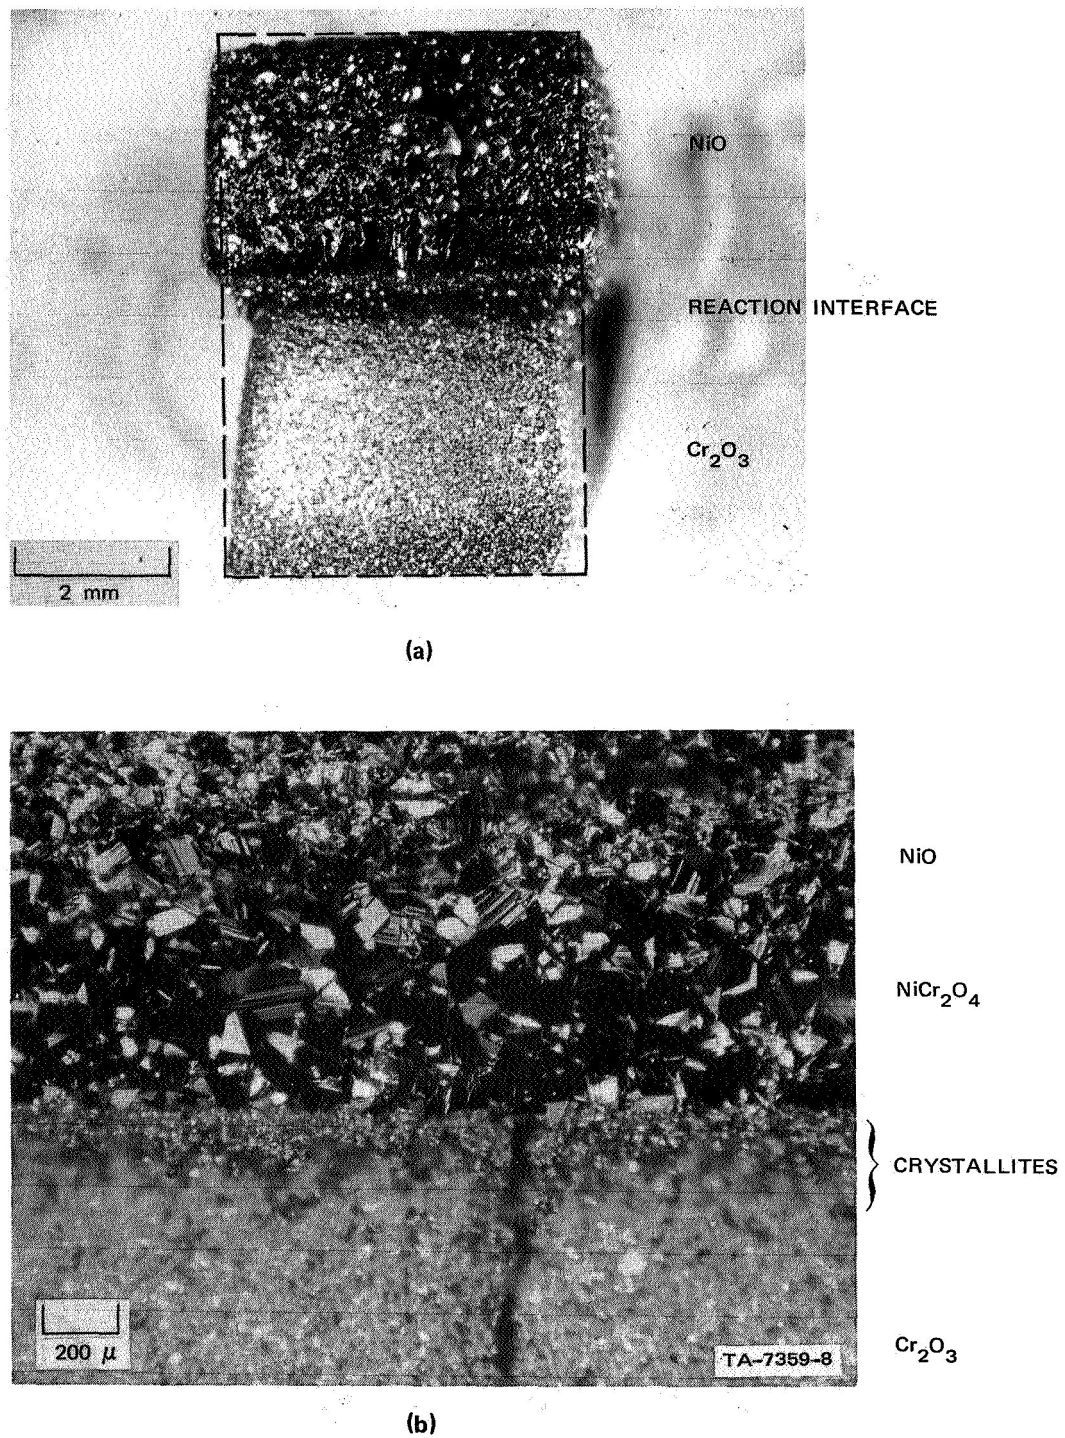 NiO
REACTION INTERFACE
Cr₂O₃
2 mm
(a)
NiO
NiCr₂O₄
CRYSTALLITES
Cr₂O₃
200 μ
TA-7359-8
(b)